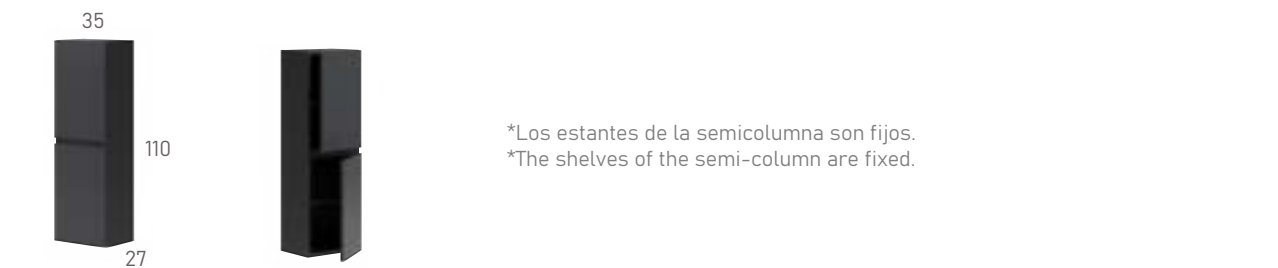 35
110
27
*Los estantes de la semicolumna son fijos.
*The shelves of the semi-column are fixed.